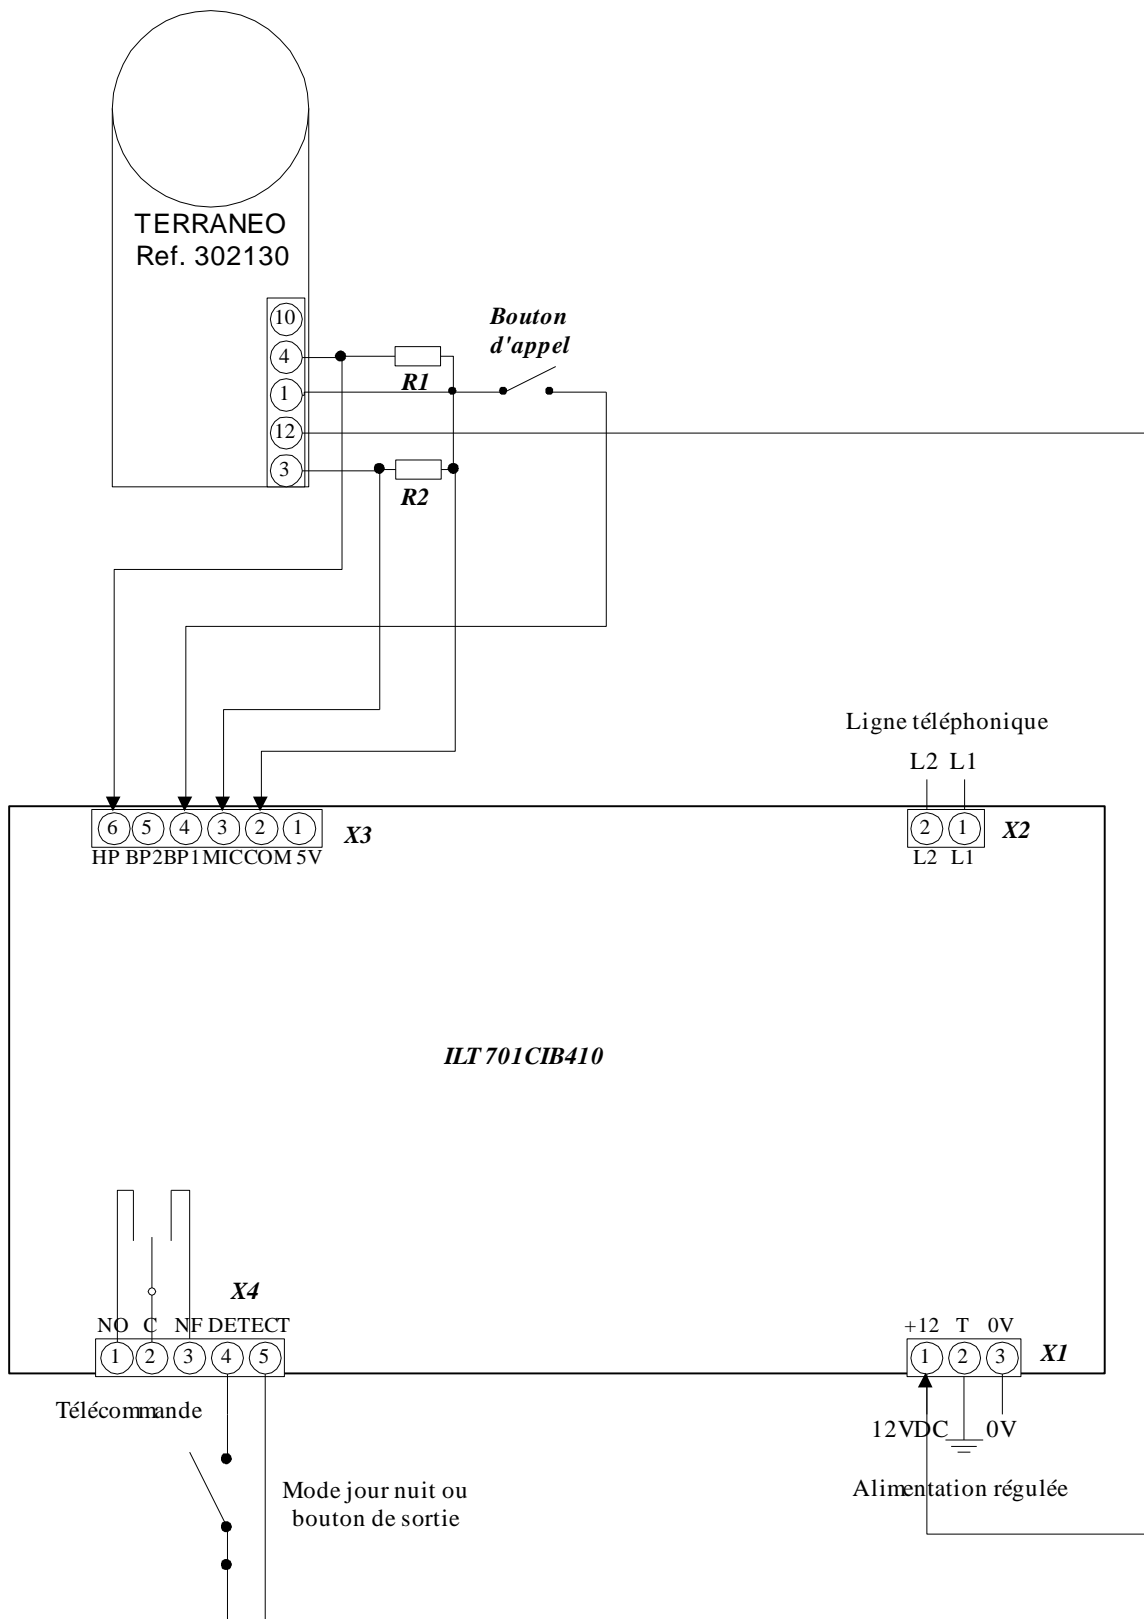 TERRANEO
Ref. 302130
10
4
1
12
3
R1
R2
Bouton
d'appel
Ligne téléphonique
L2 L1
6 5 4 3 2 1
X3
HP BP2 BP1 MIC COM 5V
2 1
X2
L2 L1
ILT 701CIB410
X4
NO C NF DETECT
1 2 3 4 5
Télécommande
Mode jour nuit ou
bouton de sortie
+12 T 0V
1 2 3
X1
12VDC 0V
Alimentation régulée